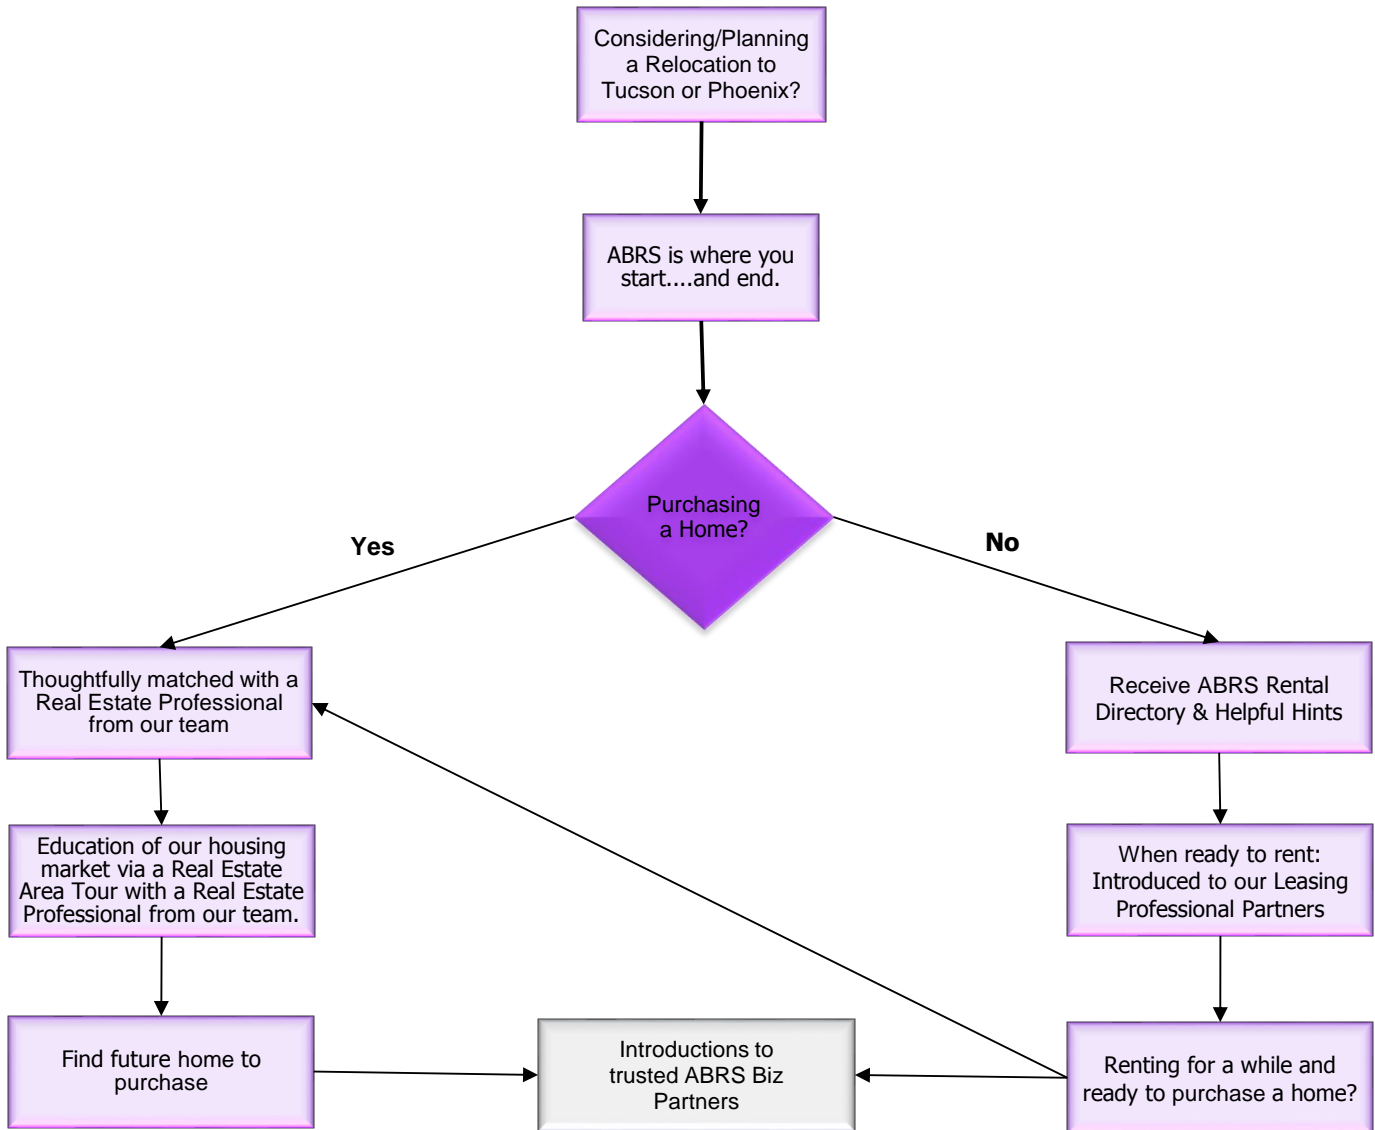 Considering/Planning
a Relocation to
Tucson or Phoenix?
ABRS is where you
start....and end.
Purchasing
a Home?
Yes
No
Thoughtfully matched with a
Real Estate Professional
from our team
Receive ABRS Rental
Directory & Helpful Hints
Education of our housing
market via a Real Estate
Area Tour with a Real Estate
Professional from our team.
When ready to rent:
Introduced to our Leasing
Professional Partners
Find future home to
purchase
Introductions to
trusted ABRS Biz
Partners
Renting for a while and
ready to purchase a home?